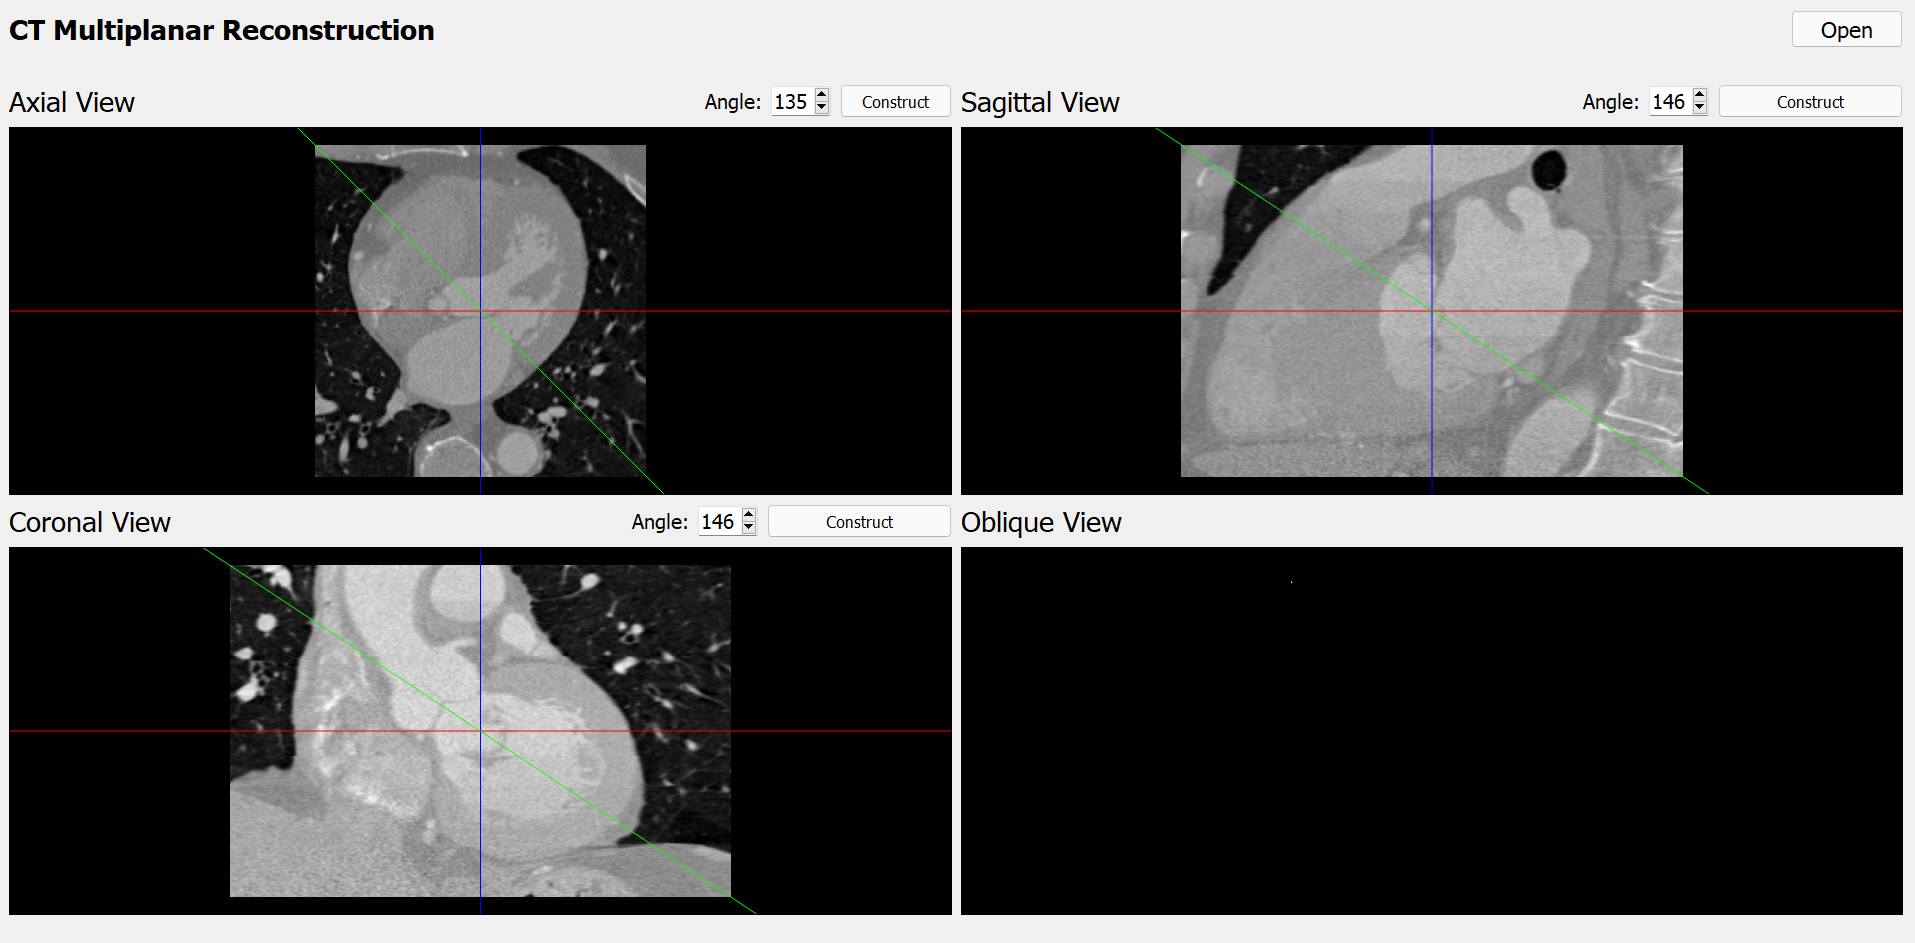 CT Multiplanar Reconstruction
Open
Axial View
Angle: 135
Construct
Sagittal View
Angle: 146
Construct
Coronal View
Angle: 146
Construct
Oblique View